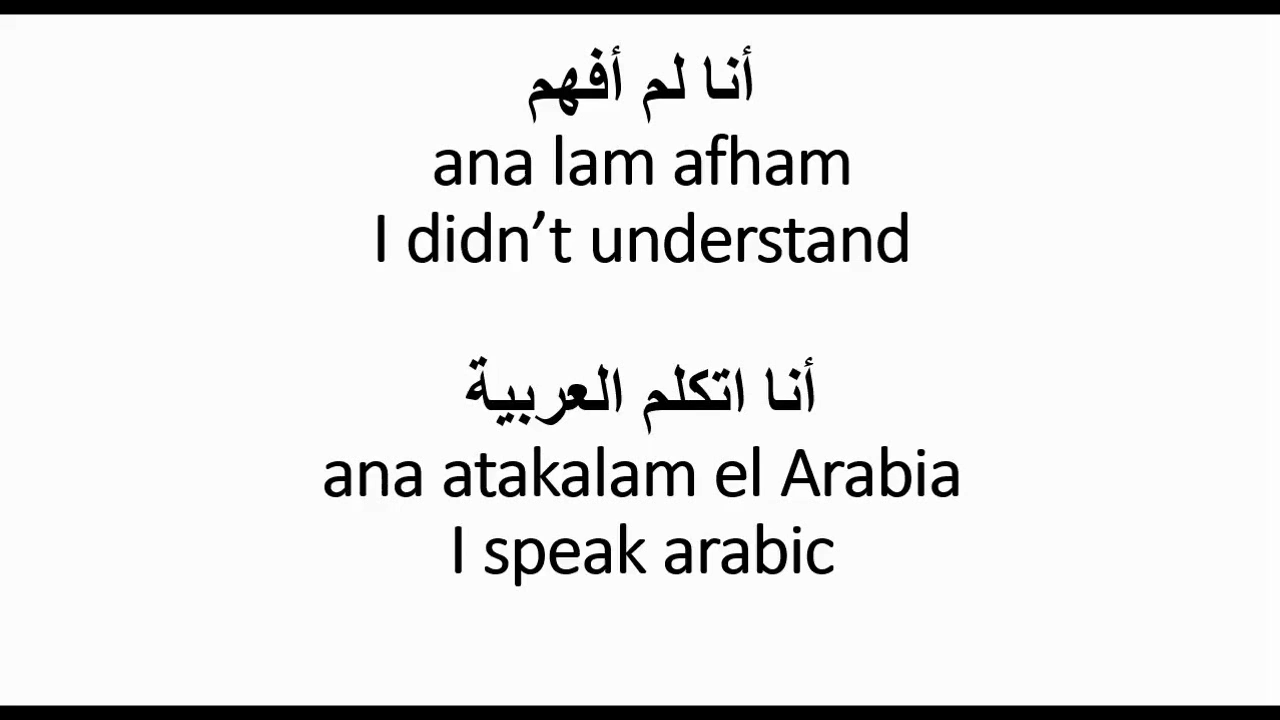 أنا لم أفهم
ana lam afham
I didn’t understand
أنا اتكلم العربية
ana atakalam el Arabia
I speak arabic